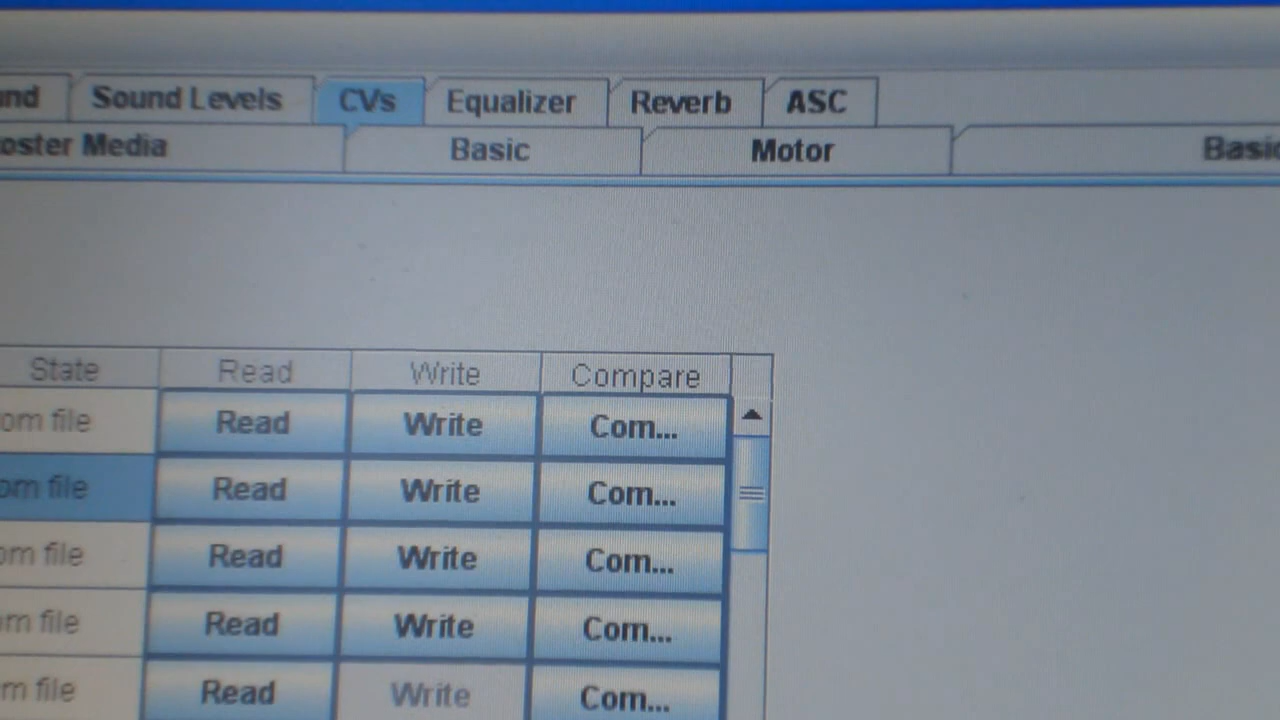 nd Sound Levels CVs Equalizer Reverb ASC
oster Media Basic Motor Basic
State Read Write Compare
om file Read Write Com...
om file Read Write Com...
om file Read Write Com...
m file Read Write Com...
m file Read Write Com...